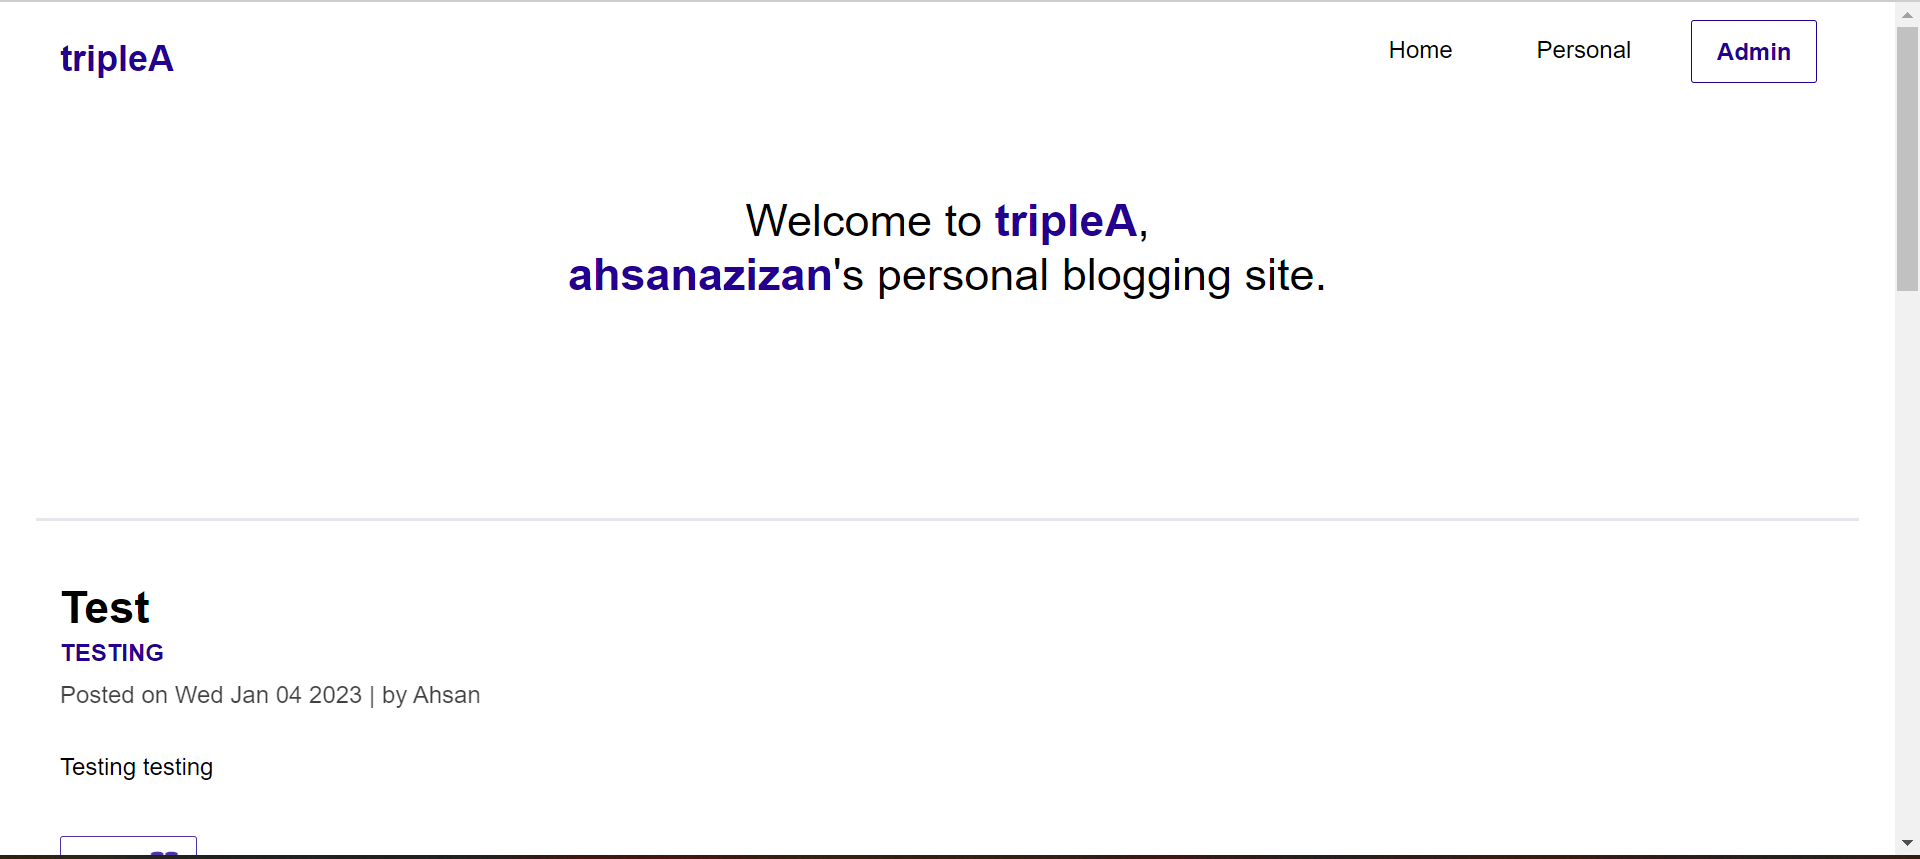 tripleA
Home
Personal
Admin
Welcome to tripleA,
ahsanazizan's personal blogging site.
Test
TESTING
Posted on Wed Jan 04 2023 | by Ahsan
Testing testing